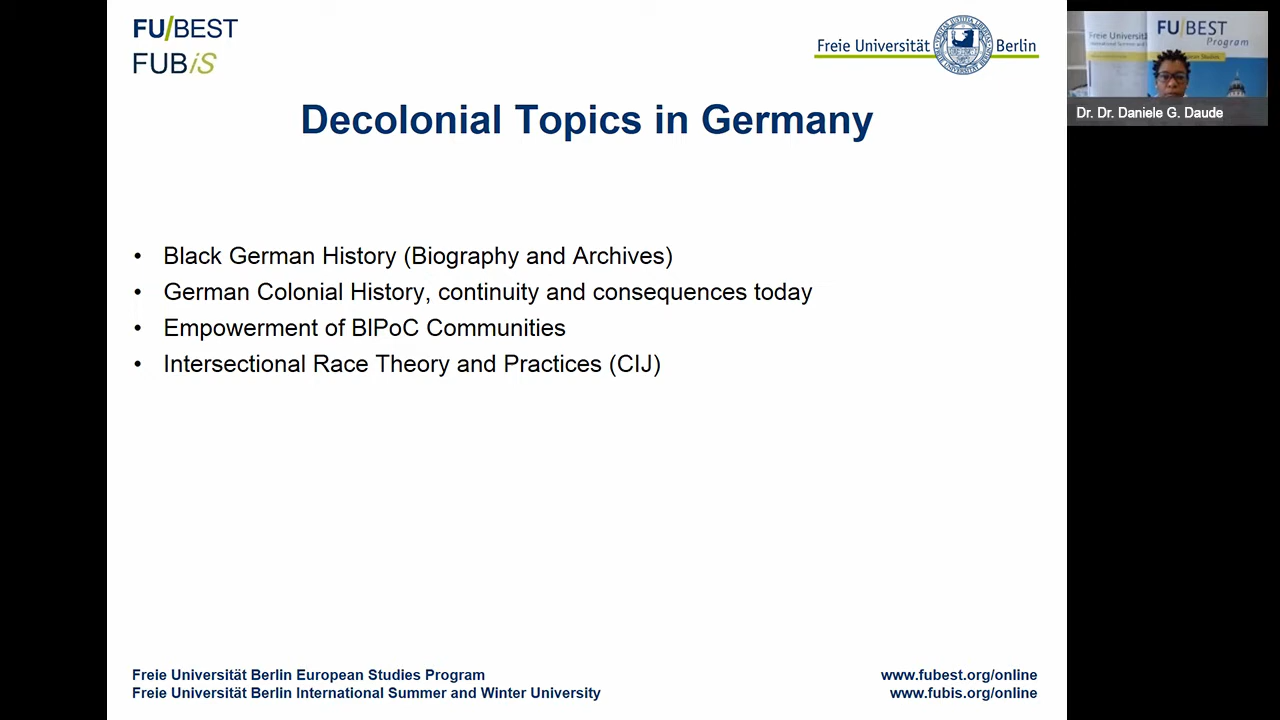 FU/BEST
FUBiS
Freie Universität Berlin
Decolonial Topics in Germany
• Black German History (Biography and Archives)
• German Colonial History, continuity and consequences today
• Empowerment of BIPoC Communities
• Intersectional Race Theory and Practices (CIJ)
Freie Universität Berlin European Studies Program
Freie Universität Berlin International Summer and Winter University
www.fubest.org/online
www.fubis.org/online
Freie Universitä
FU/BEST
Program
Dr. Dr. Daniele G. Daude